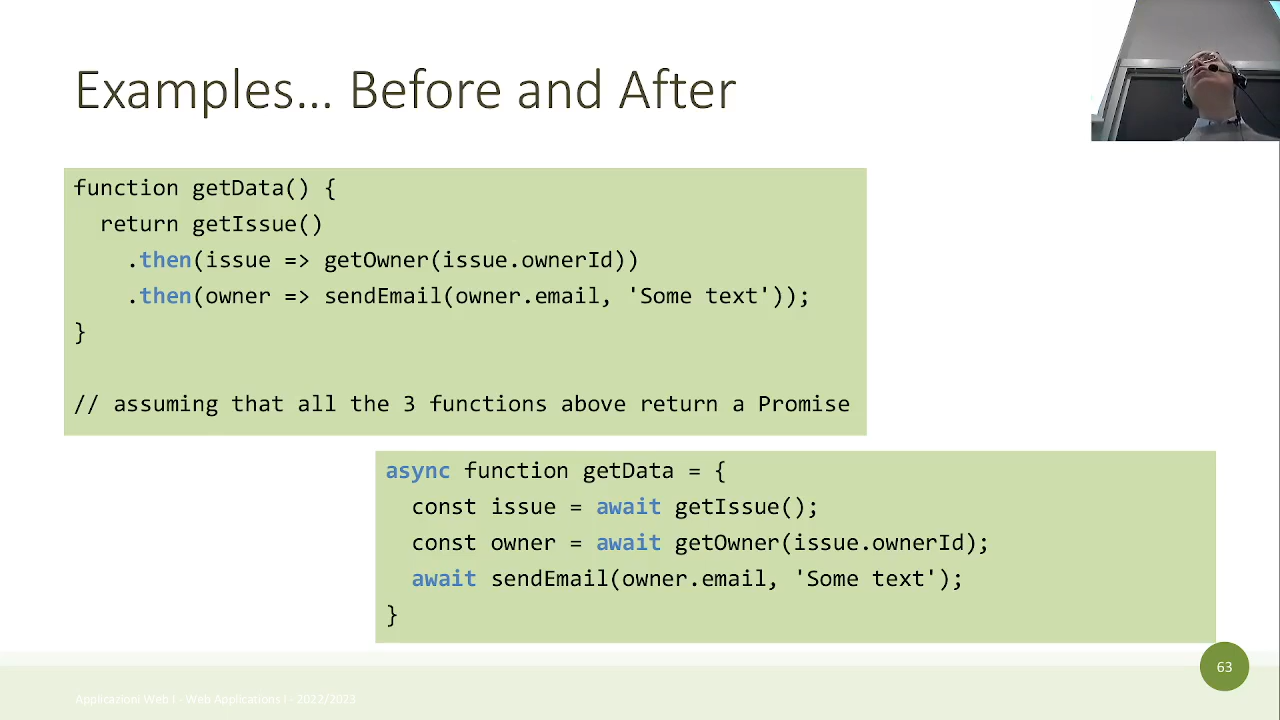 Examples… Before and After
function getData() {
return getIssue()
.then(issue => getOwner(issue.ownerId))
.then(owner => sendEmail(owner.email, 'Some text'));
}
// assuming that all the 3 functions above return a Promise
async function getData = {
const issue = await getIssue();
const owner = await getOwner(issue.ownerId);
await sendEmail(owner.email, 'Some text');
}
63
Applicazioni Web I - Web Applications I - 2022/2023